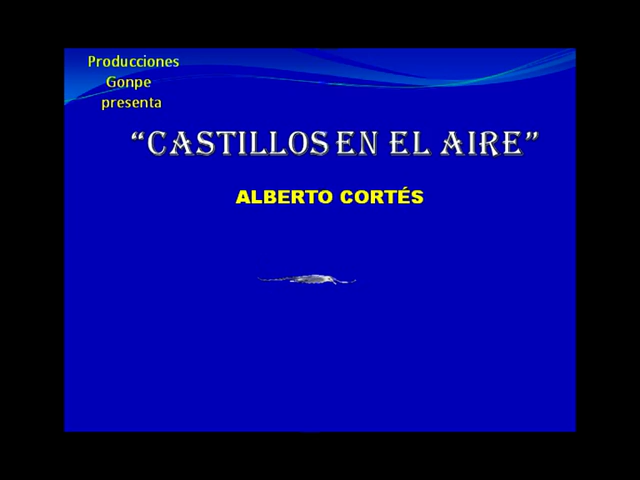 Producciones
Gonpe
presenta
“CASTILLOS EN EL AIRE”
ALBERTO CORTÉS